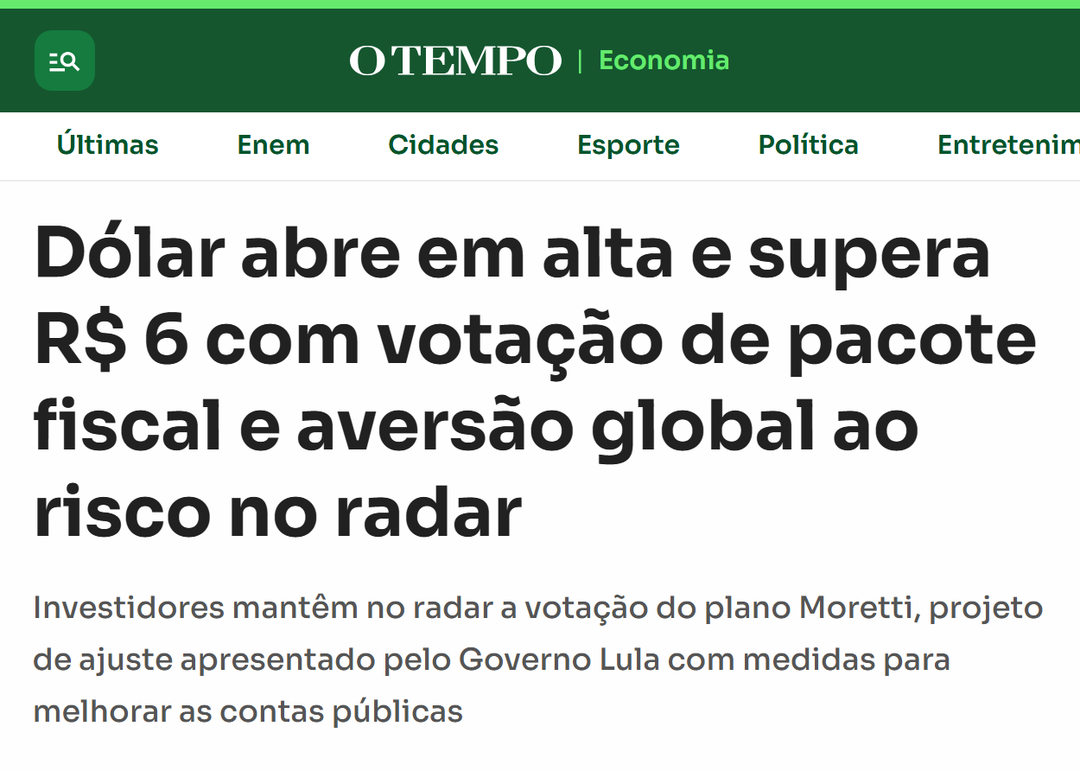 O TEMPO | Economia
Últimas Enem Cidades Esporte Política Entretenim
Dólar abre em alta e supera
R$ 6 com votação de pacote
fiscal e aversão global ao
risco no radar
Investidores mantêm no radar a votação do plano Moretti, projeto
de ajuste apresentado pelo Governo Lula com medidas para
melhorar as contas públicas